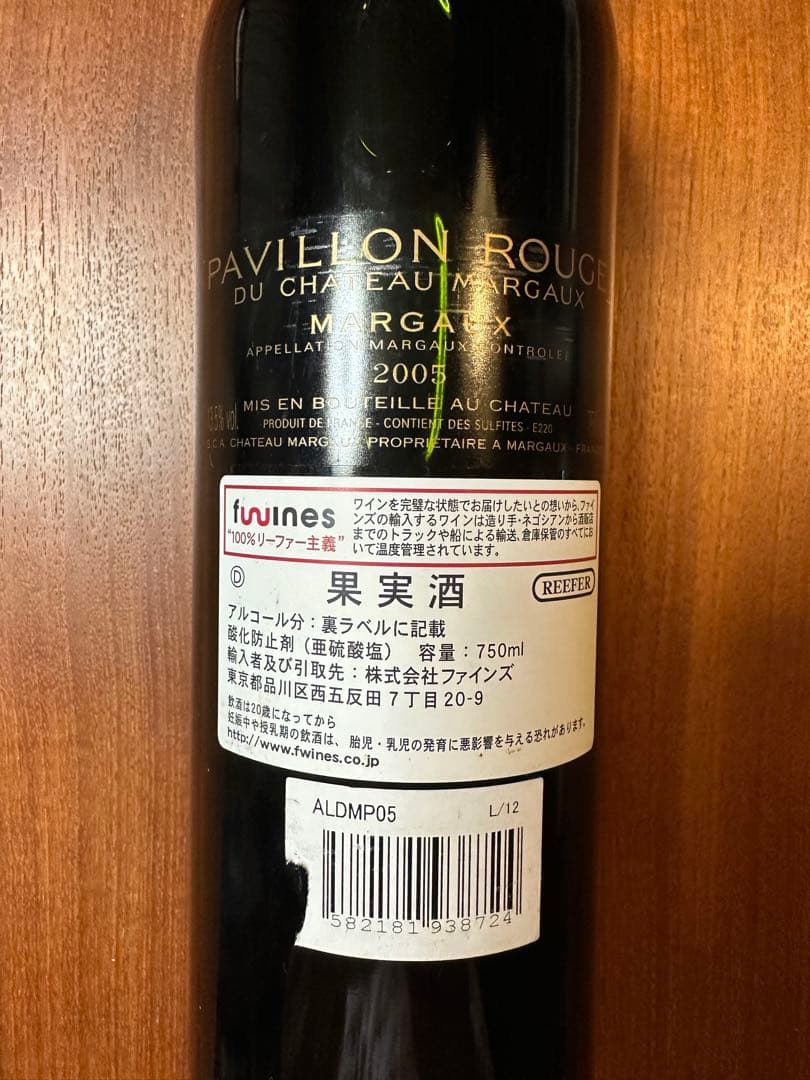 PAVILLON ROUGE
DU CHATEAU MARGAUX
MARGAUX
APPELLATION MARGAUX CONTROLEE
2005
MIS EN BOUTEILLE AU CHATEAU
13,5% vol.
PRODUIT DE FRANCE - CONTIENT DES SULFITES - E220
S.C.A. CHATEAU MARGAUX PROPRIETAIRE A MARGAUX - FRANCE
fwines
"100%リーファー主義"
ワインを完璧な状態でお届けしたいとの想いから、ファイ
ンズの輸入するワインは造り手・ネゴシアンから酒販店
までのトラックや船による輸送、倉庫保管のすべてにお
いて温度管理されています。
D
果実酒
REEFER
アルコール分:裏ラベルに記載
酸化防止剤(亜硫酸塩) 容量:750ml
輸入者及び引取先:株式会社ファインズ
東京都品川区西五反田7丁目20-9
飲酒は20歳になってから
妊娠中や授乳期の飲酒は、胎児・乳児の発育に悪影響を与える恐れがあります。
http://www.fwines.co.jp
ALDMP05 L/12
582181 938724